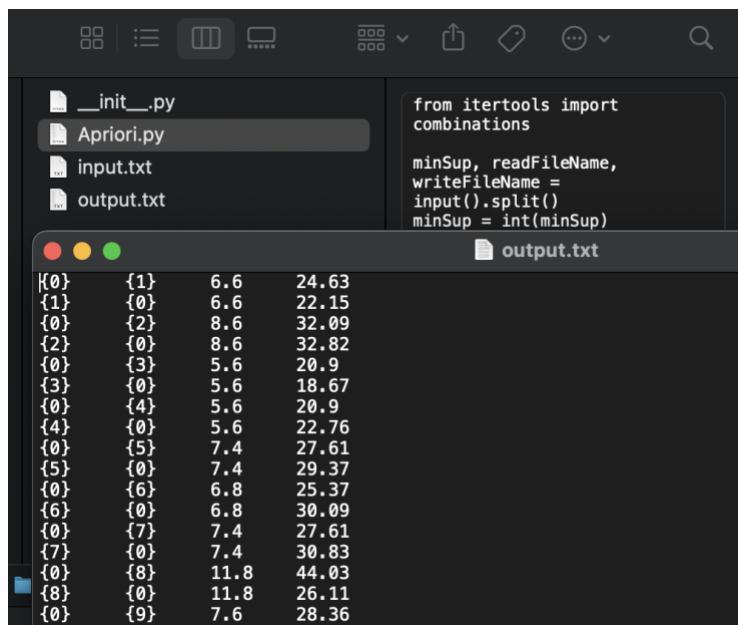 __init__.py
Apriori.py
input.txt
output.txt
from itertools import
combinations
minSup, readFileName,
writeFileName =
input().split()
minSup = int(minSup)
output.txt
{0} {1} 6.6 24.63
{1} {0} 6.6 22.15
{0} {2} 8.6 32.09
{2} {0} 8.6 32.82
{0} {3} 5.6 20.9
{3} {0} 5.6 18.67
{0} {4} 5.6 20.9
{4} {0} 5.6 22.76
{0} {5} 7.4 27.61
{5} {0} 7.4 29.37
{0} {6} 6.8 25.37
{6} {0} 6.8 30.09
{0} {7} 7.4 27.61
{7} {0} 7.4 30.83
{0} {8} 11.8 44.03
{8} {0} 11.8 26.11
{0} {9} 7.6 28.36